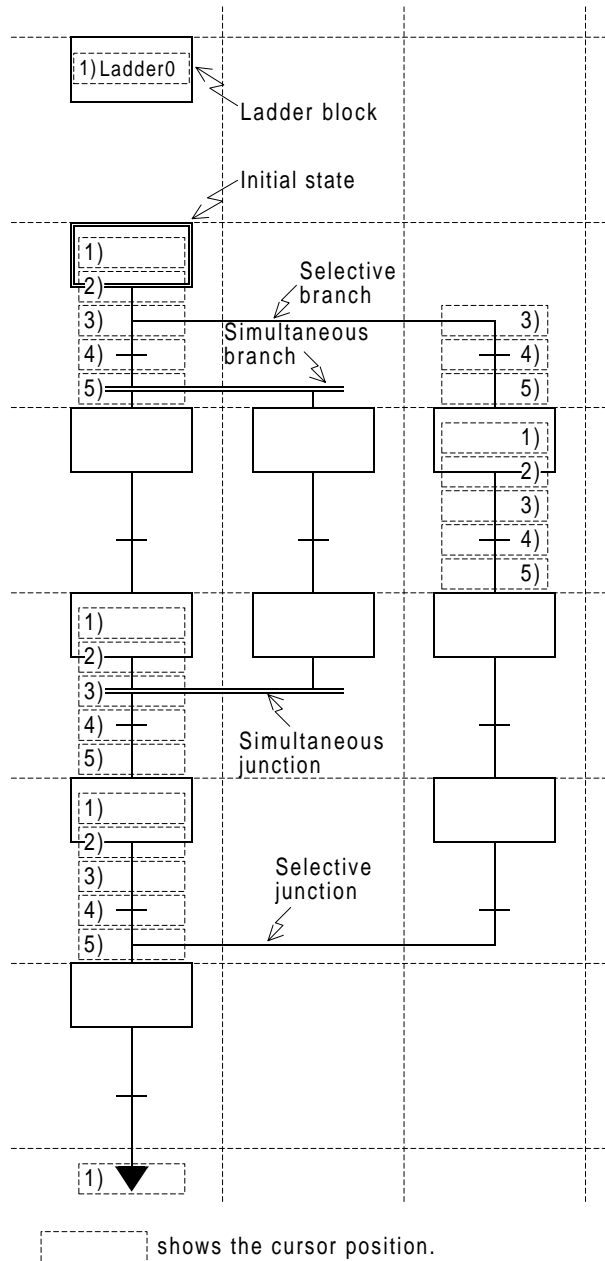 1)Ladder0
Ladder block
Initial state
1)
2)
Selective
branch
3)
3)
Simultaneous
branch
4)
4)
5)
5)
1)
2)
3)
4)
5)
1)
2)
3)
4)
Simultaneous
junction
5)
1)
2)
3)
Selective
junction
4)
5)
1)
shows the cursor position.